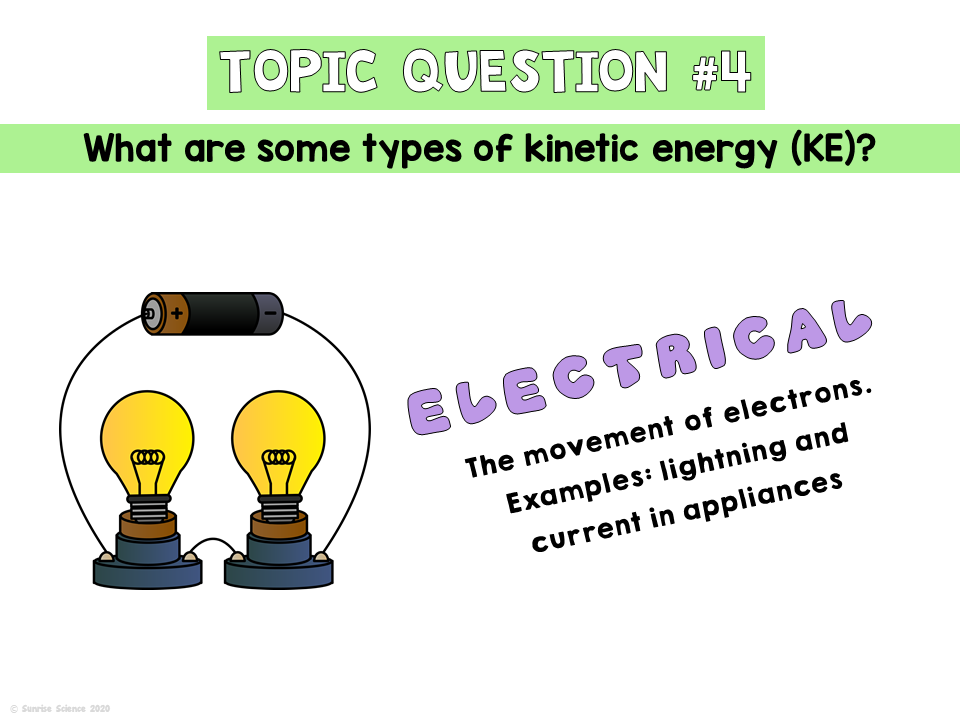 TOPIC QUESTION #4
What are some types of kinetic energy (KE)?
+ −
ELECTRICAL
The movement of electrons.
Examples: lightning and
current in appliances
© Sunrise Science 2020